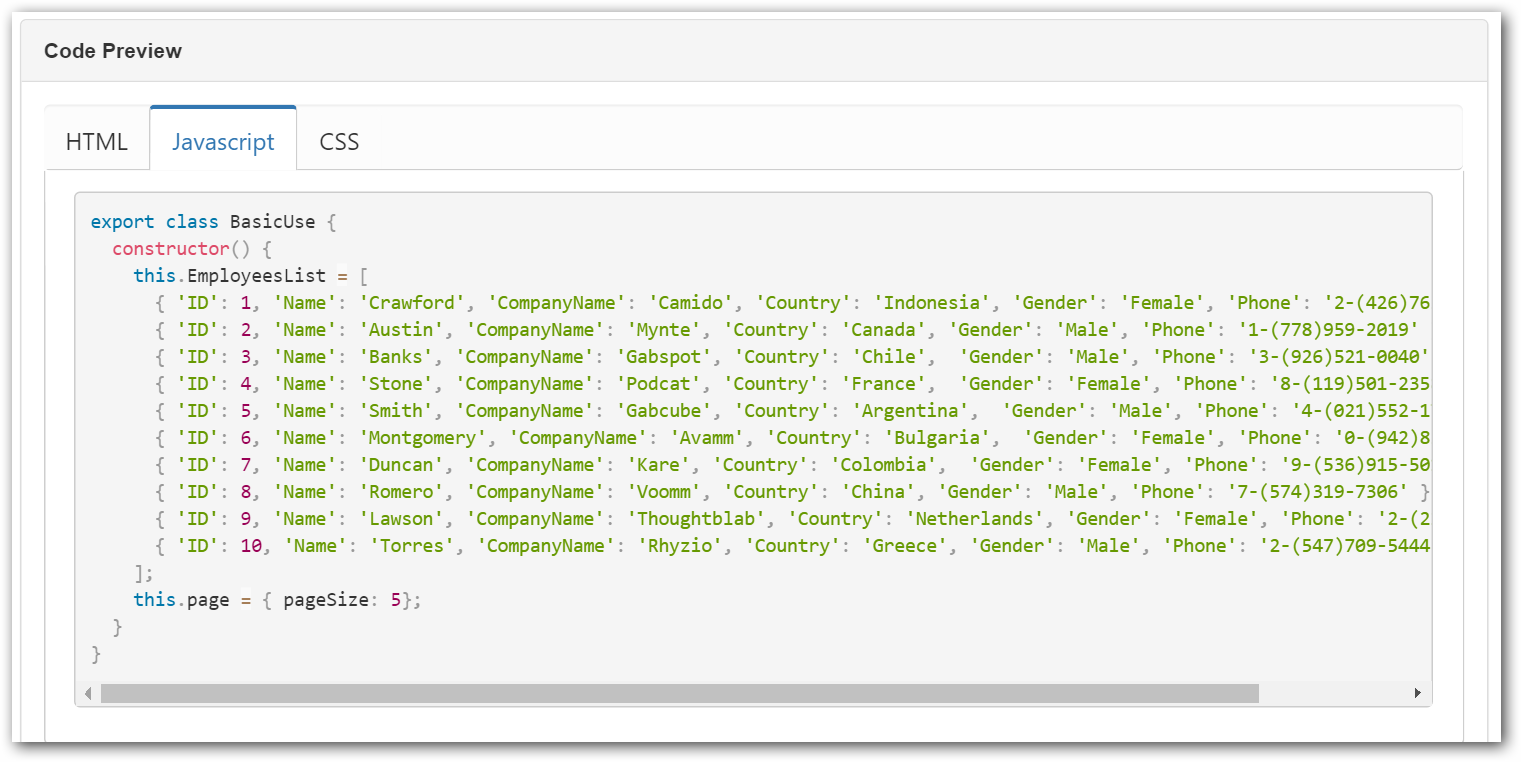 Code Preview
HTML Javascript CSS
export class BasicUse {
  constructor() {
    this.EmployeesList = [
      { 'ID': 1, 'Name': 'Crawford', 'CompanyName': 'Camido', 'Country': 'Indonesia', 'Gender': 'Female', 'Phone': '2-(426)76
      { 'ID': 2, 'Name': 'Austin', 'CompanyName': 'Mynte', 'Country': 'Canada', 'Gender': 'Male', 'Phone': '1-(778)959-2019'
      { 'ID': 3, 'Name': 'Banks', 'CompanyName': 'Gabspot', 'Country': 'Chile',  'Gender': 'Male', 'Phone': '3-(926)521-0040'
      { 'ID': 4, 'Name': 'Stone', 'CompanyName': 'Podcat', 'Country': 'France',  'Gender': 'Female', 'Phone': '8-(119)501-235
      { 'ID': 5, 'Name': 'Smith', 'CompanyName': 'Gabcube', 'Country': 'Argentina',  'Gender': 'Male', 'Phone': '4-(021)552-1
      { 'ID': 6, 'Name': 'Montgomery', 'CompanyName': 'Avamm', 'Country': 'Bulgaria',  'Gender': 'Female', 'Phone': '0-(942)8
      { 'ID': 7, 'Name': 'Duncan', 'CompanyName': 'Kare', 'Country': 'Colombia',  'Gender': 'Female', 'Phone': '9-(536)915-50
      { 'ID': 8, 'Name': 'Romero', 'CompanyName': 'Voomm', 'Country': 'China', 'Gender': 'Male', 'Phone': '7-(574)319-7306' }
      { 'ID': 9, 'Name': 'Lawson', 'CompanyName': 'Thoughtblab', 'Country': 'Netherlands', 'Gender': 'Female', 'Phone': '2-(2
      { 'ID': 10, 'Name': 'Torres', 'CompanyName': 'Rhyzio', 'Country': 'Greece', 'Gender': 'Male', 'Phone': '2-(547)709-5444
    ];
    this.page = { pageSize: 5};
  }
}